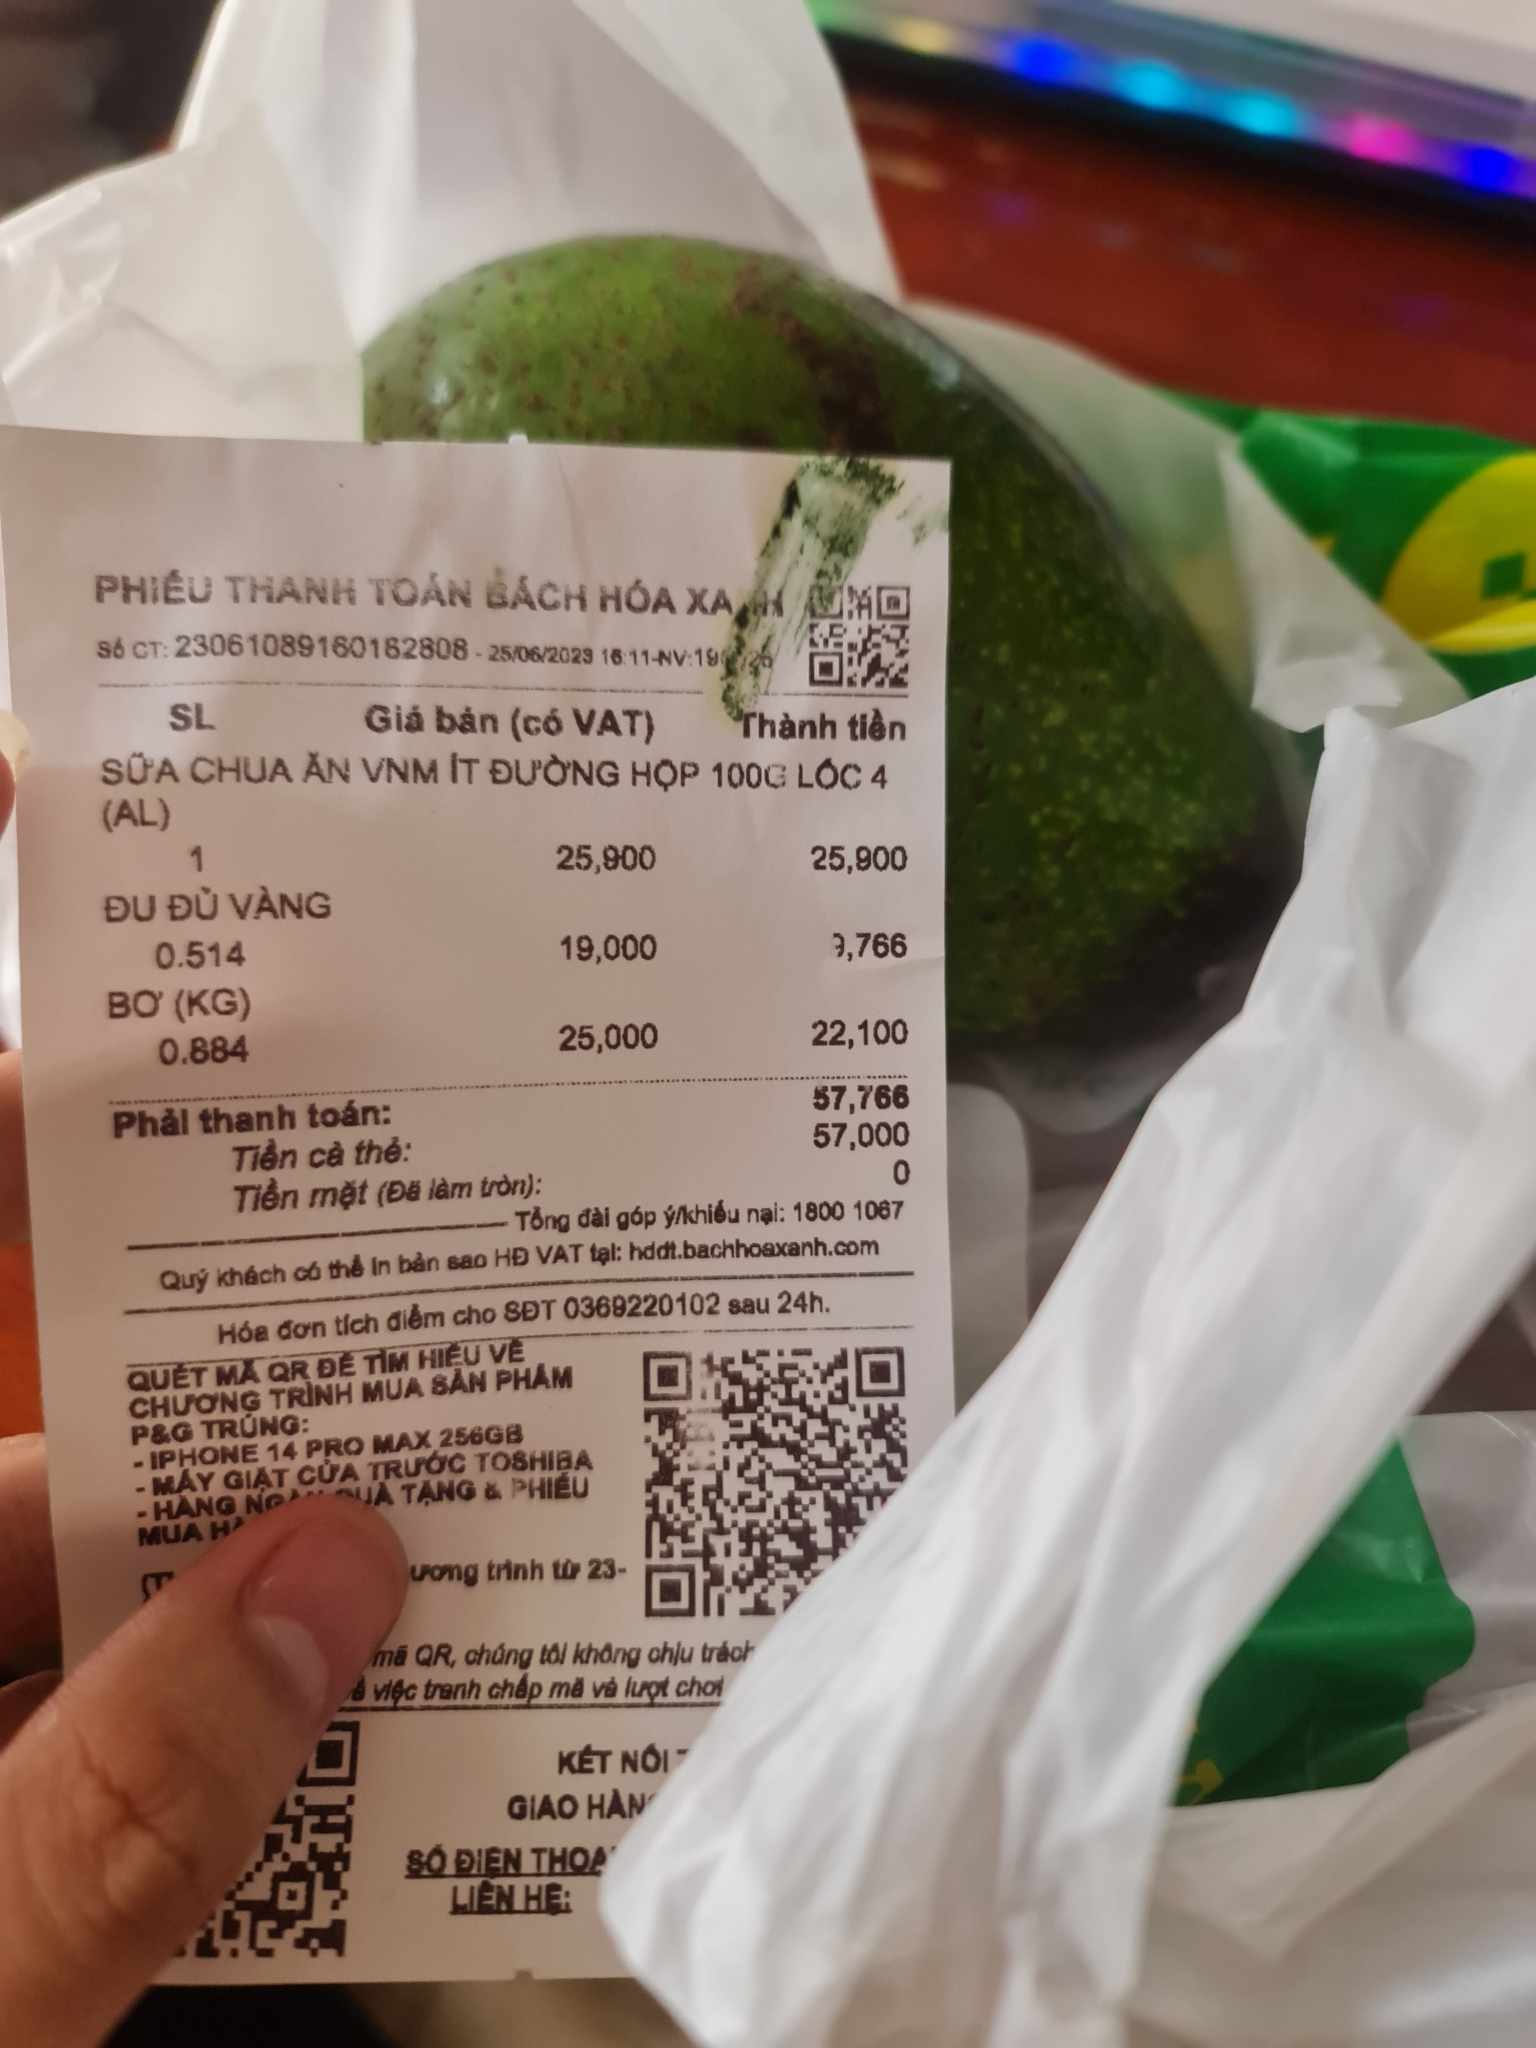 PHIẾU THANH TOÁN BÁCH HÓA XANH
Số CT: 23061089160162808 - 25/06/2023 16:11-NV:19
SL Giá bán (có VAT) Thành tiền
SỮA CHUA ĂN VNM ÍT ĐƯỜNG HỘP 100G LỐC 4
(AL)
1 25,900 25,900
ĐU ĐỦ VÀNG
0.514 19,000 9,766
BƠ (KG)
0.884 25,000 22,100
Phải thanh toán: 57,766
Tiền cà thẻ: 57,000
Tiền mặt (Đã làm tròn): 0
Tổng đài góp ý/khiếu nại: 1800 1067
Quý khách có thể in bản sao HĐ VAT tại: hddt.bachhoaxanh.com
Hóa đơn tích điểm cho SĐT 0369220102 sau 24h.
QUÉT MÃ QR ĐỂ TÌM HIỂU VỀ
CHƯƠNG TRÌNH MUA SẢN PHẨM
P&G TRÚNG:
- IPHONE 14 PRO MAX 256GB
- MÁY GIẶT CỬA TRƯỚC TOSHIBA
- HÀNG NGÀN QUÀ TẶNG & PHIẾU
MUA
ương trình từ 23-
mã QR, chúng tôi không chịu trách
việc tranh chấp mã và lượt chơi
KẾT NỐI
GIAO HÀNG
SỐ ĐIỆN THOẠI
LIÊN HỆ: